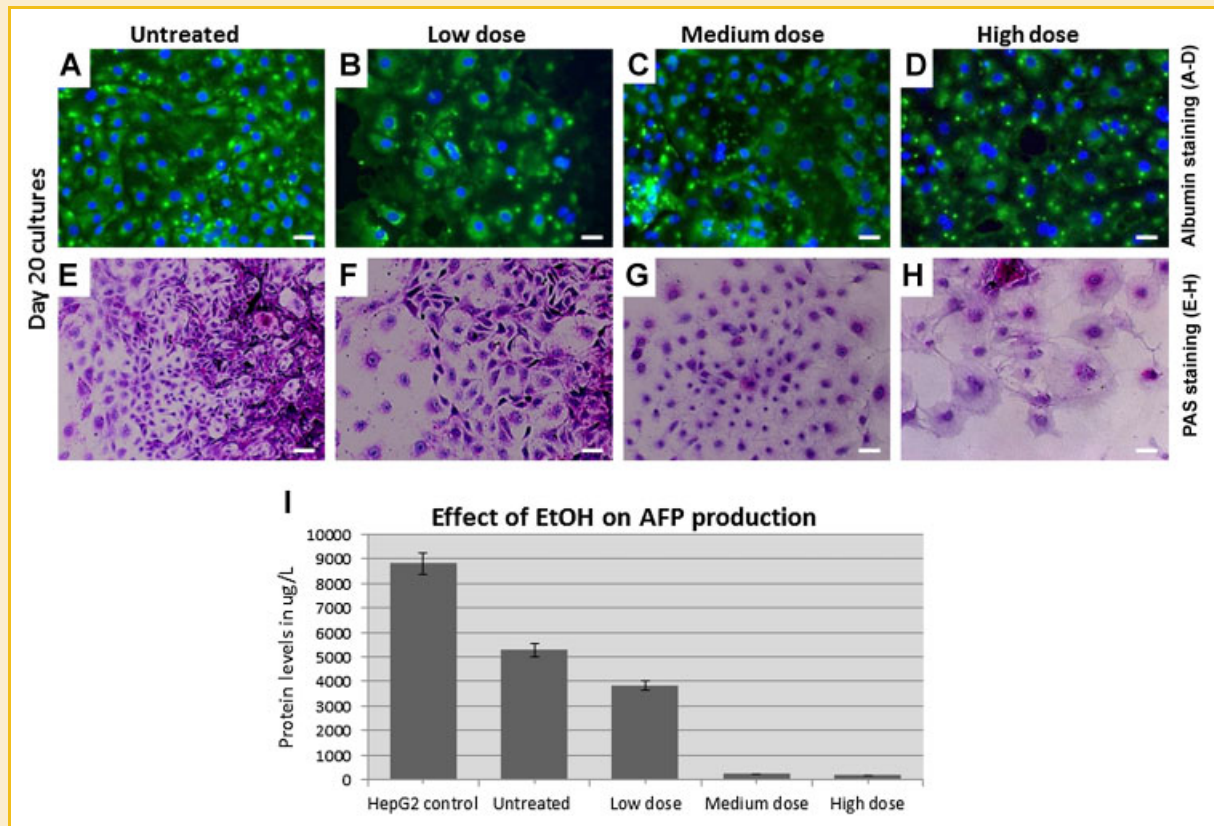 Untreated
Low dose
Medium dose
High dose
A
B
C
D
Albumin staining (A-D)
Day 20 cultures
E
F
G
H
PAS staining (E-H)
I
Effect of EtOH on AFP production
Protein levels in ug/L
10000
9000
8000
7000
6000
5000
4000
3000
2000
1000
0
HepG2 control
Untreated
Low dose
Medium dose
High dose